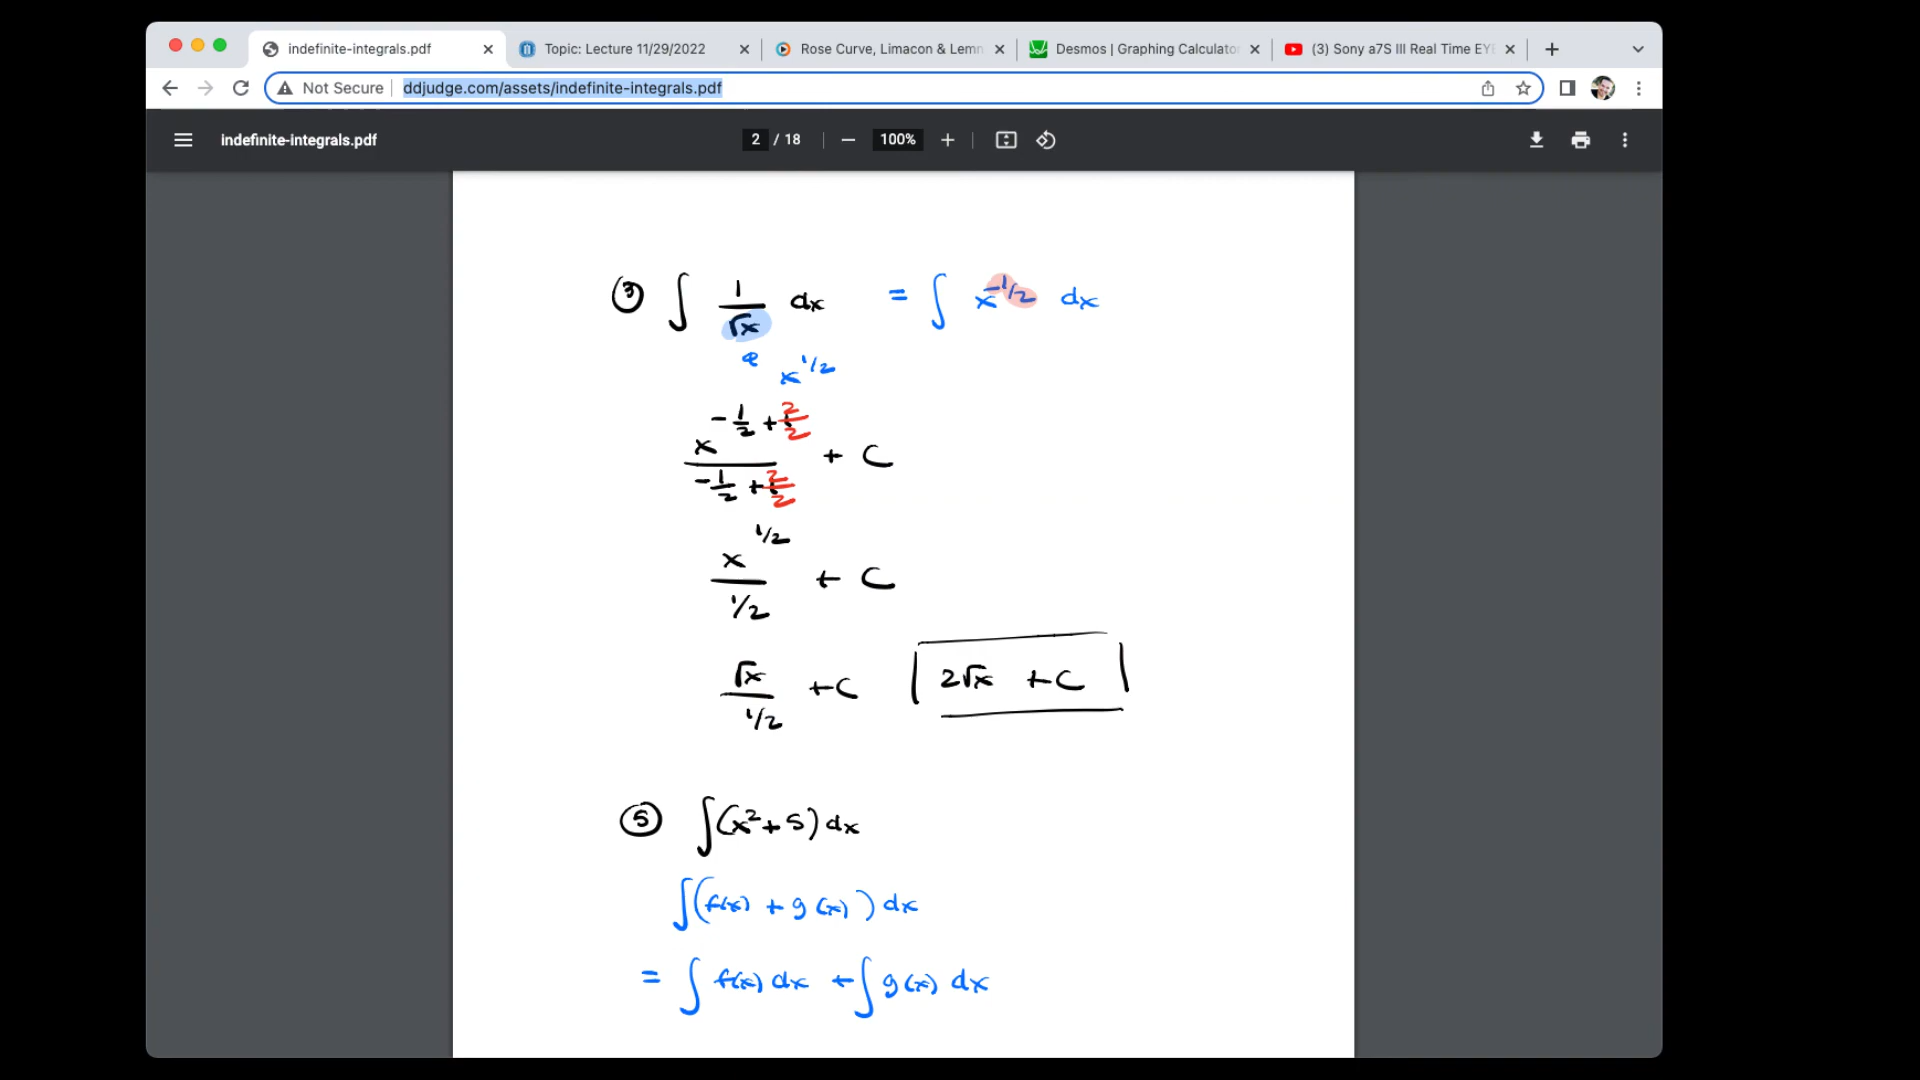 indefinite-integrals.pdf
Topic: Lecture 11/29/2022
Rose Curve, Limacon & Lemn
Desmos | Graphing Calculato
(3) Sony a7S III Real Time EYE
Not Secure | ddjudge.com/assets/indefinite-integrals.pdf
indefinite-integrals.pdf
2 / 18
100%
③ ∫ 1/√x dx = ∫ x^(-1/2) dx
x^(1/2)
x^(-1/2 + 2/2) / (-1/2 + 2/2) + C
x^(1/2) / (1/2) + C
√x / (1/2) + C 2√x + C
⑤ ∫(x² + 5) dx
∫(f(x) + g(x)) dx
= ∫ f(x) dx + ∫ g(x) dx